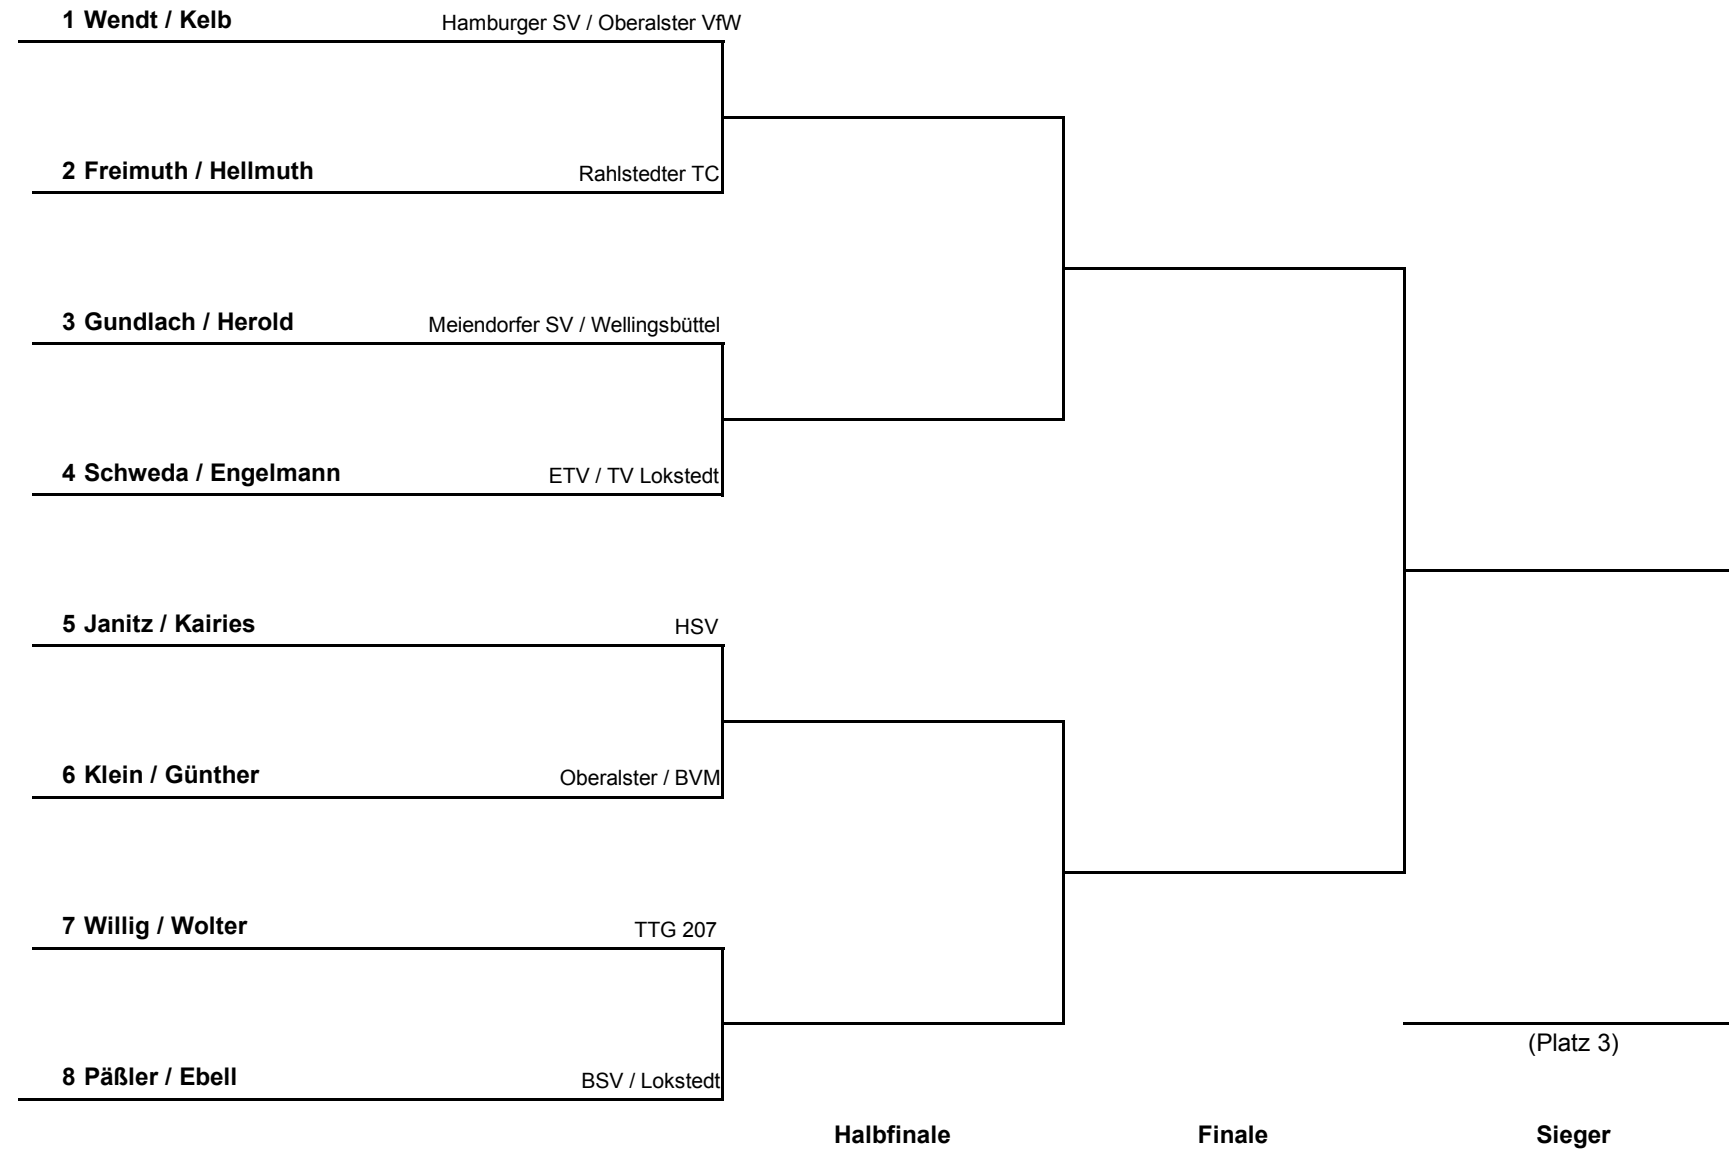 1 Wendt / Kelb Hamburger SV / Oberalster VfW
2 Freimuth / Hellmuth Rahlstedter TC
3 Gundlach / Herold Meiendorfer SV / Wellingsbüttel
4 Schweda / Engelmann ETV / TV Lokstedt
5 Janitz / Kairies HSV
6 Klein / Günther Oberalster / BVM
7 Willig / Wolter TTG 207
(Platz 3)
8 Päßler / Ebell BSV / Lokstedt
Halbfinale Finale Sieger